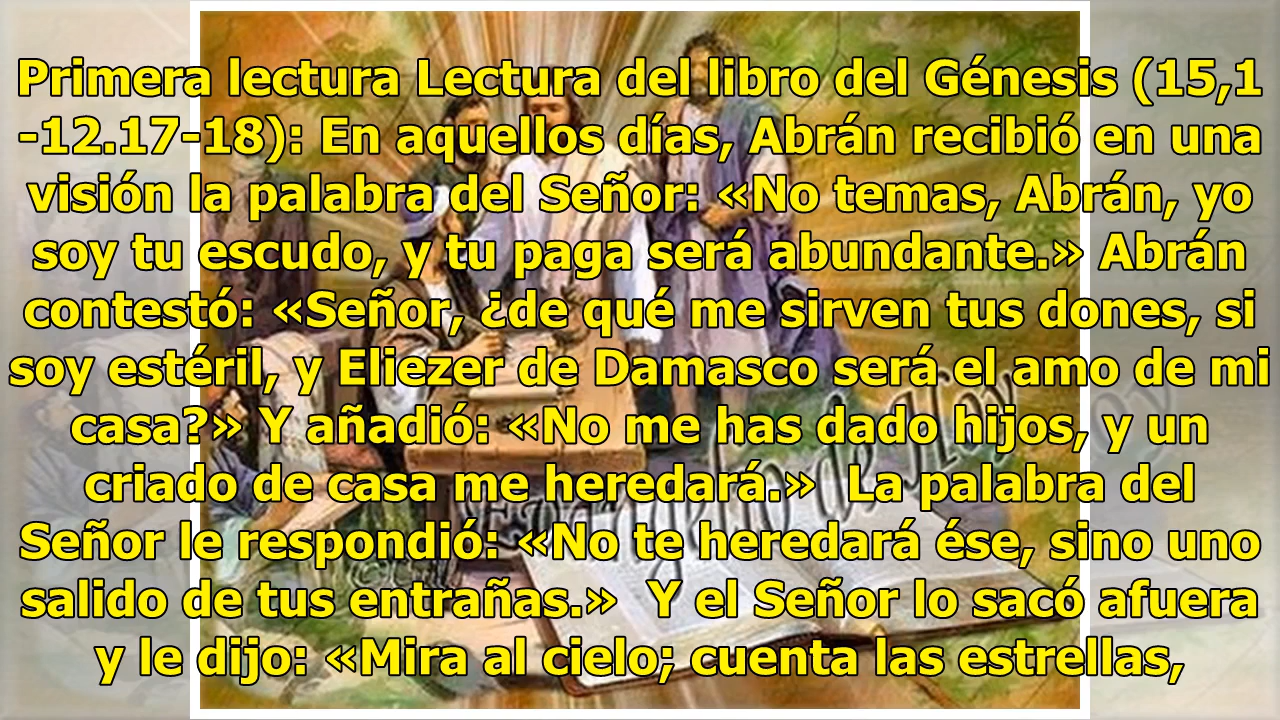 Primera lectura Lectura del libro del Génesis (15,1
-12.17-18): En aquellos días, Abrán recibió en una
visión la palabra del Señor: «No temas, Abrán, yo
soy tu escudo, y tu paga será abundante.» Abrán
contestó: «Señor, ¿de qué me sirven tus dones, si
soy estéril, y Eliezer de Damasco será el amo de mi
casa?» Y añadió: «No me has dado hijos, y un
criado de casa me heredará.»  La palabra del
Señor le respondió: «No te heredará ése, sino uno
salido de tus entrañas.»  Y el Señor lo sacó afuera
y le dijo: «Mira al cielo; cuenta las estrellas,
Evangelio de Hoy